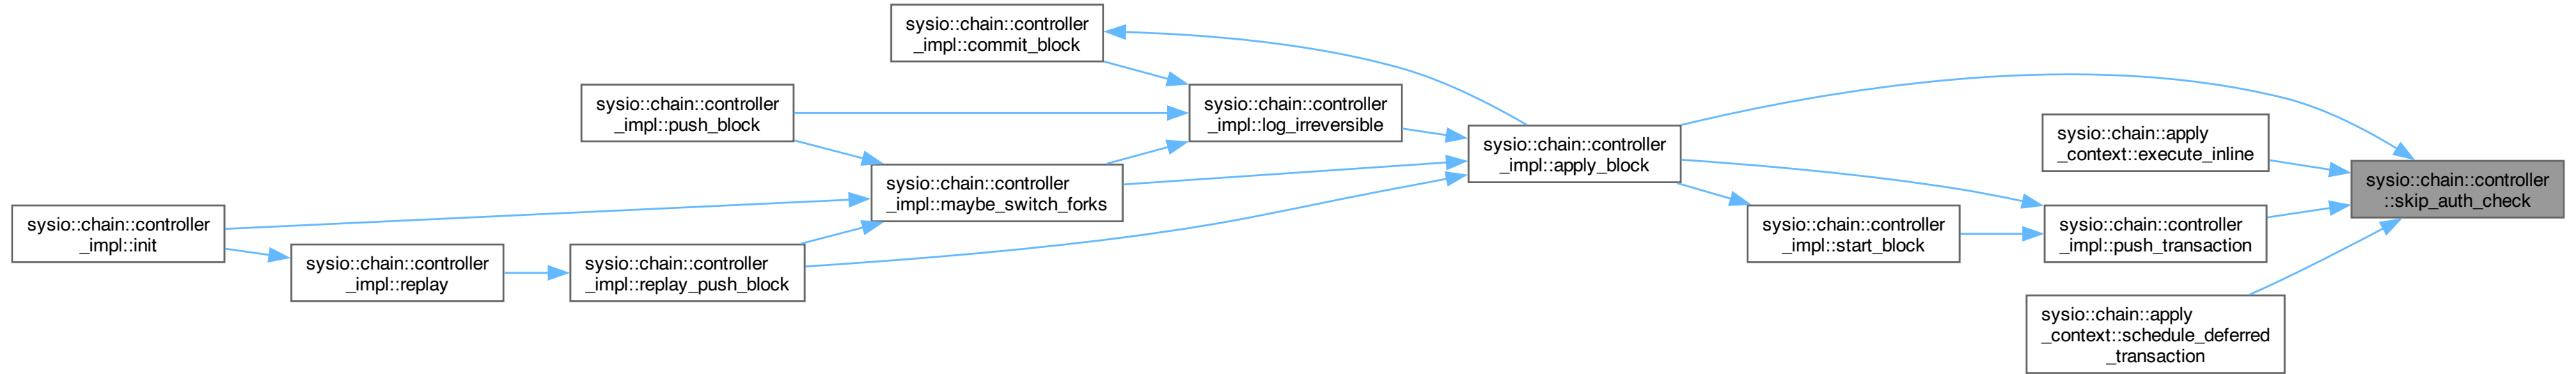 sysio::chain::controller
_impl::commit_block
sysio::chain::controller
_impl::push_block
sysio::chain::controller
_impl::log_irreversible
sysio::chain::controller
_impl::maybe_switch_forks
sysio::chain::controller
_impl::init
sysio::chain::controller
_impl::replay
sysio::chain::controller
_impl::replay_push_block
sysio::chain::controller
_impl::apply_block
sysio::chain::apply
_context::execute_inline
sysio::chain::controller
::skip_auth_check
sysio::chain::controller
_impl::start_block
sysio::chain::controller
_impl::push_transaction
sysio::chain::apply
_context::schedule_deferred
_transaction